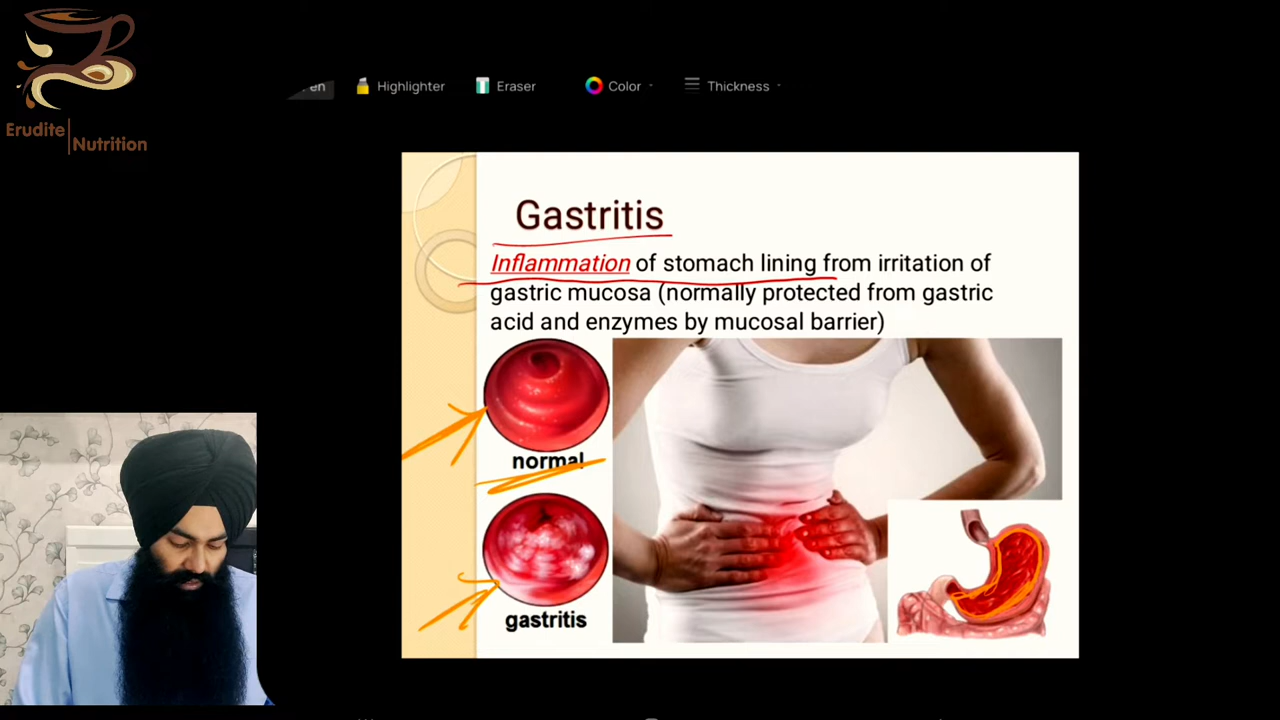 Erudite
Nutrition
en
Highlighter
Eraser
Color
Thickness
Gastritis
Inflammation of stomach lining from irritation of
gastric mucosa (normally protected from gastric
acid and enzymes by mucosal barrier)
normal
gastritis